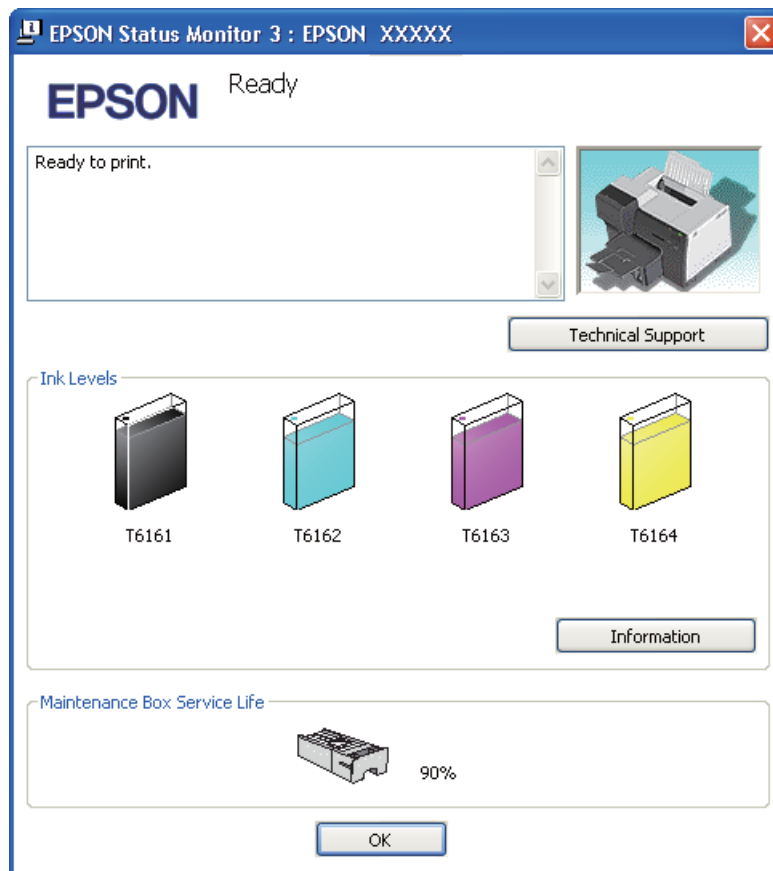 EPSON Status Monitor 3 : EPSON XXXXX
EPSON
Ready
Ready to print.
Technical Support
Ink Levels
T6161
T6162
T6163
T6164
Information
Maintenance Box Service Life
90%
OK